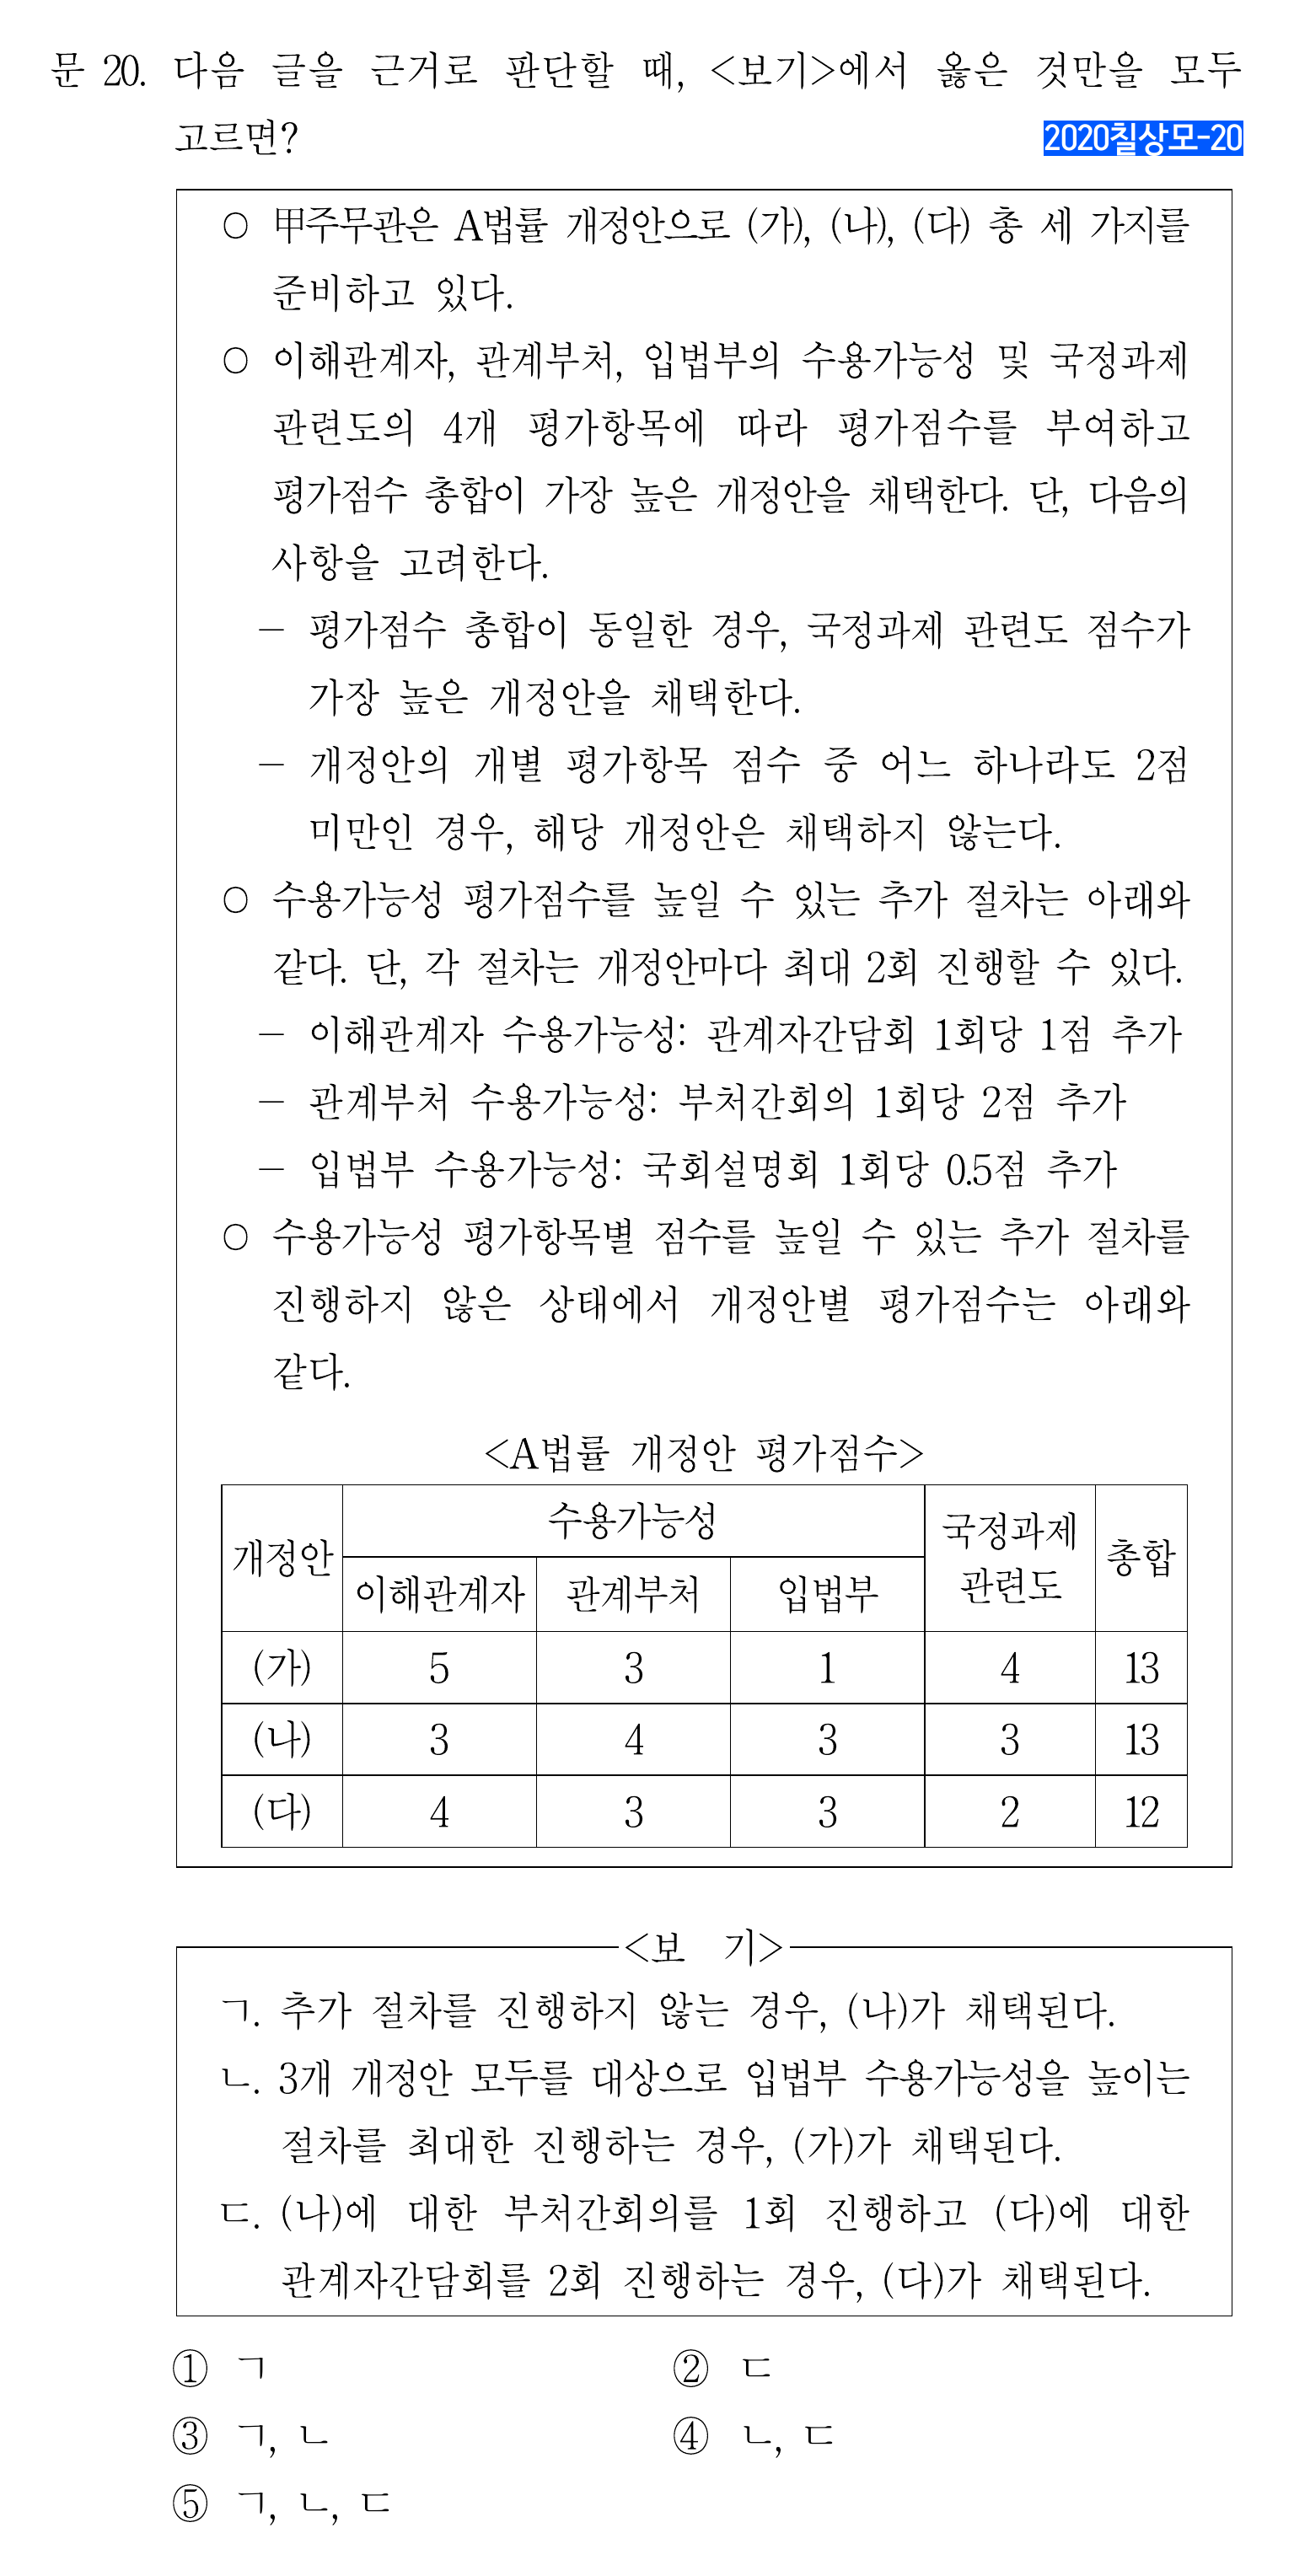 문 20. 다음 글을 근거로 판단할 때, <보기>에서 옳은 것만을 모두
고르면?
2020칠상모-20
○ 甲주무관은 A법률 개정안으로 (가), (나), (다) 총 세 가지를
준비하고 있다.
○ 이해관계자, 관계부처, 입법부의 수용가능성 및 국정과제
관련도의 4개 평가항목에 따라 평가점수를 부여하고
평가점수 총합이 가장 높은 개정안을 채택한다. 단, 다음의
사항을 고려한다.
− 평가점수 총합이 동일한 경우, 국정과제 관련도 점수가
가장 높은 개정안을 채택한다.
− 개정안의 개별 평가항목 점수 중 어느 하나라도 2점
미만인 경우, 해당 개정안은 채택하지 않는다.
○ 수용가능성 평가점수를 높일 수 있는 추가 절차는 아래와
같다. 단, 각 절차는 개정안마다 최대 2회 진행할 수 있다.
− 이해관계자 수용가능성: 관계자간담회 1회당 1점 추가
− 관계부처 수용가능성: 부처간회의 1회당 2점 추가
− 입법부 수용가능성: 국회설명회 1회당 0.5점 추가
○ 수용가능성 평가항목별 점수를 높일 수 있는 추가 절차를
진행하지 않은 상태에서 개정안별 평가점수는 아래와
같다.
<A법률 개정안 평가점수>
개정안 수용가능성 국정과제 관련도 총합
이해관계자 관계부처 입법부
(가) 5 3 1 4 13
(나) 3 4 3 3 13
(다) 4 3 3 2 12
<보 기>
ㄱ. 추가 절차를 진행하지 않는 경우, (나)가 채택된다.
ㄴ. 3개 개정안 모두를 대상으로 입법부 수용가능성을 높이는
절차를 최대한 진행하는 경우, (가)가 채택된다.
ㄷ. (나)에 대한 부처간회의를 1회 진행하고 (다)에 대한
관계자간담회를 2회 진행하는 경우, (다)가 채택된다.
① ㄱ ② ㄷ
③ ㄱ, ㄴ ④ ㄴ, ㄷ
⑤ ㄱ, ㄴ, ㄷ